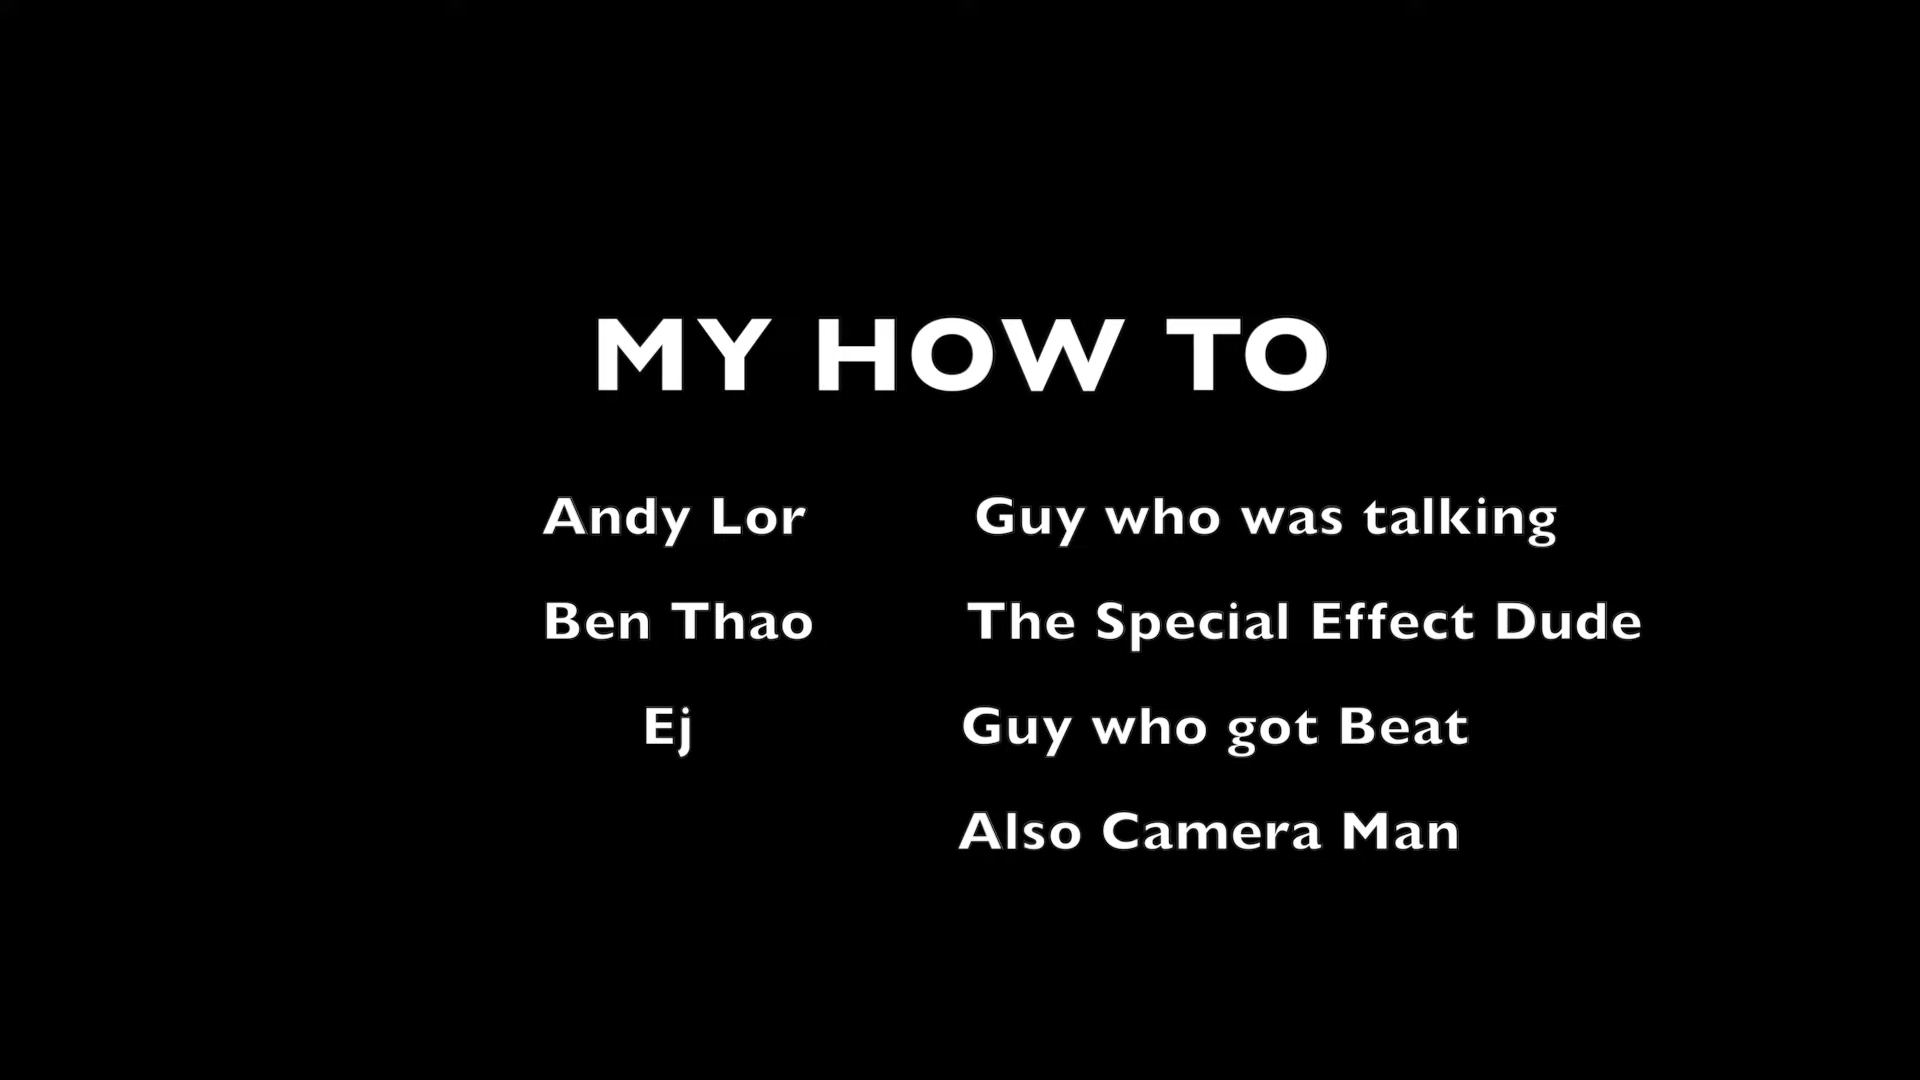 MY HOW TO
Andy Lor Guy who was talking
Ben Thao The Special Effect Dude
Ej Guy who got Beat
Also Camera Man